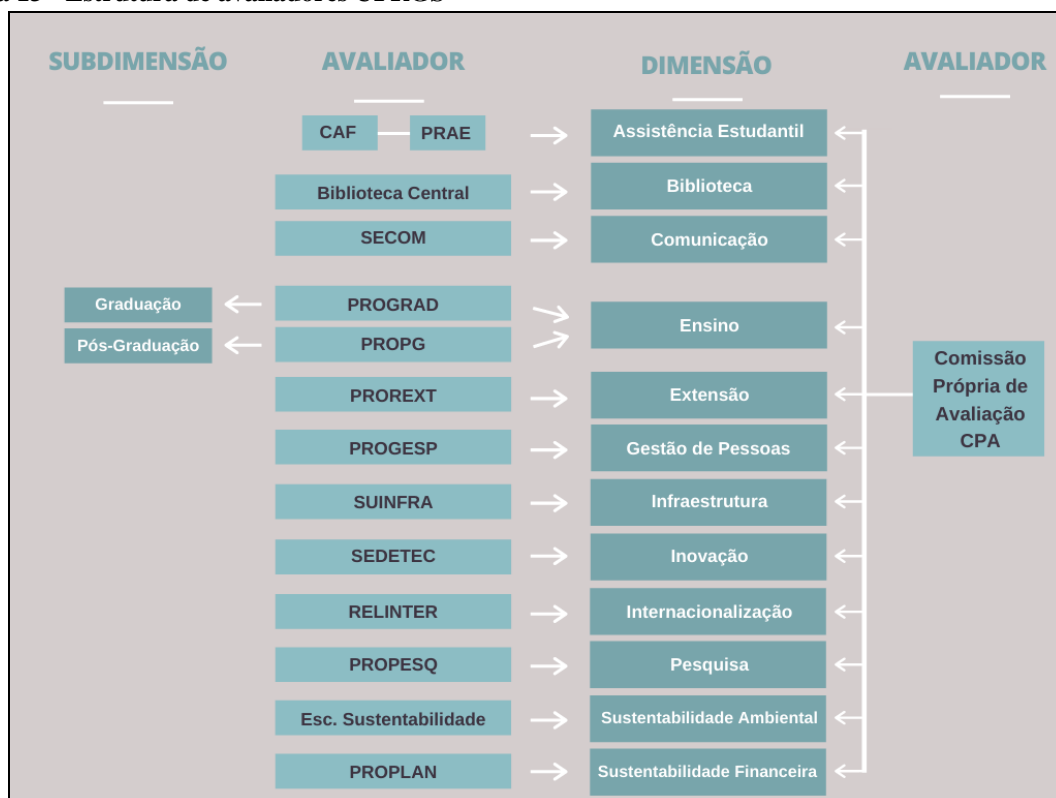 SUBDIMENSÃO AVALIADOR DIMENSÃO AVALIADOR
CAF PRAE Assistência Estudantil
Biblioteca Central Biblioteca
SECOM Comunicação
Graduação PROGRAD
Ensino
Pós-Graduação PROPG
Comissão
Própria de
Avaliação
CPA
PROREXT Extensão
PROGESP Gestão de Pessoas
SUINFRA Infraestrutura
SEDETEC Inovação
RELINTER Internacionalização
PROPESQ Pesquisa
Esc. Sustentabilidade Sustentabilidade Ambiental
PROPLAN Sustentabilidade Financeira